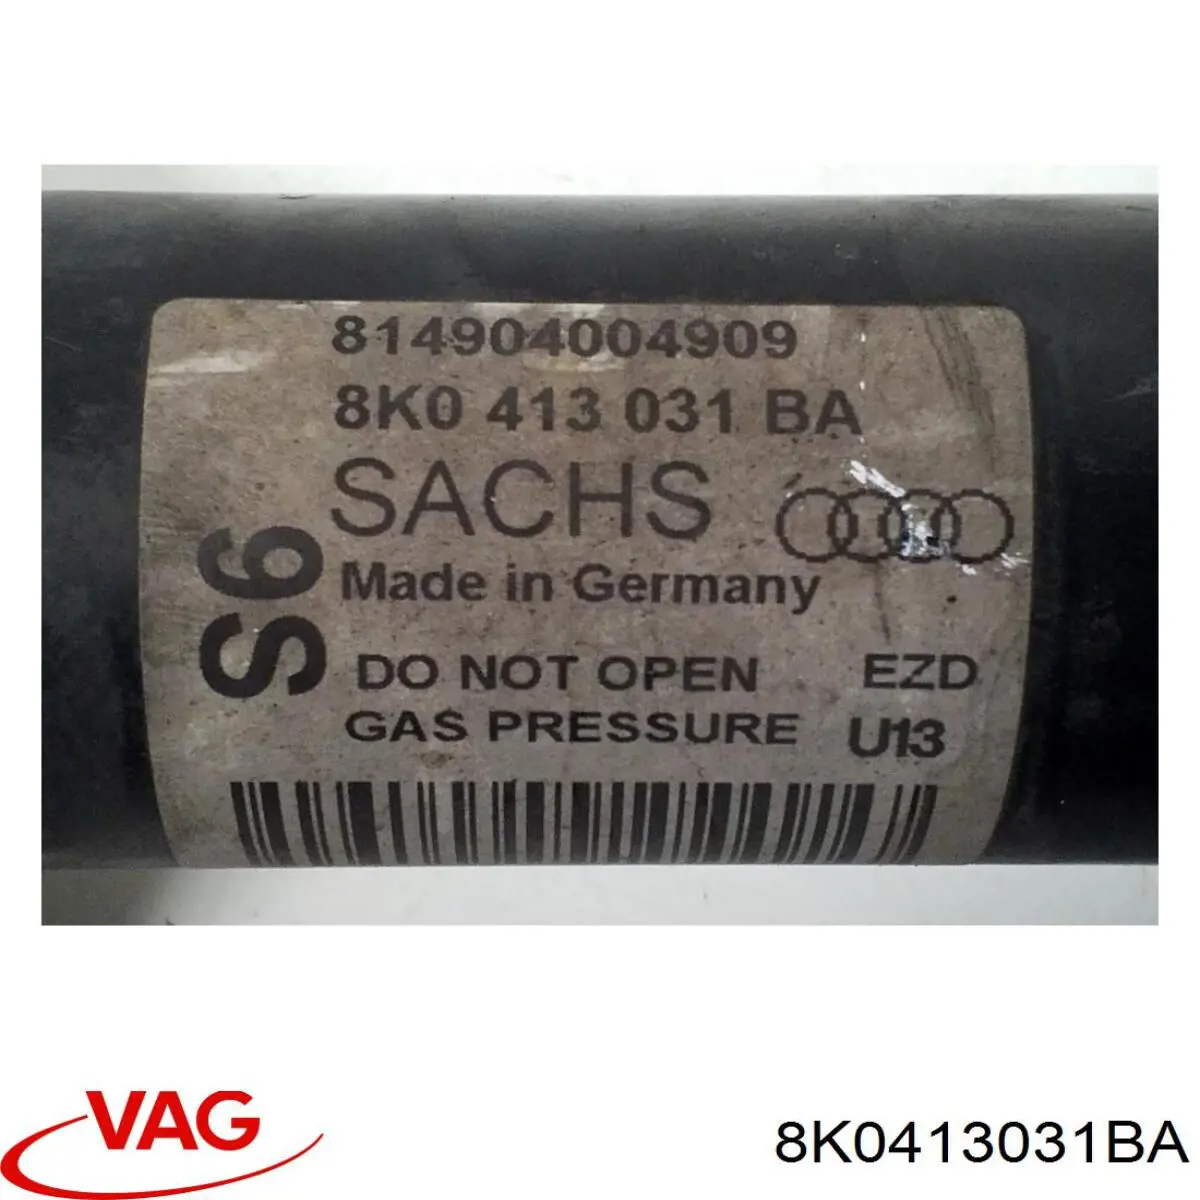 814904004909
8K0 413 031 BA
SACHS
S6
Made in Germany
DO NOT OPEN EZD
GAS PRESSURE U13
VAG
8K0413031BA